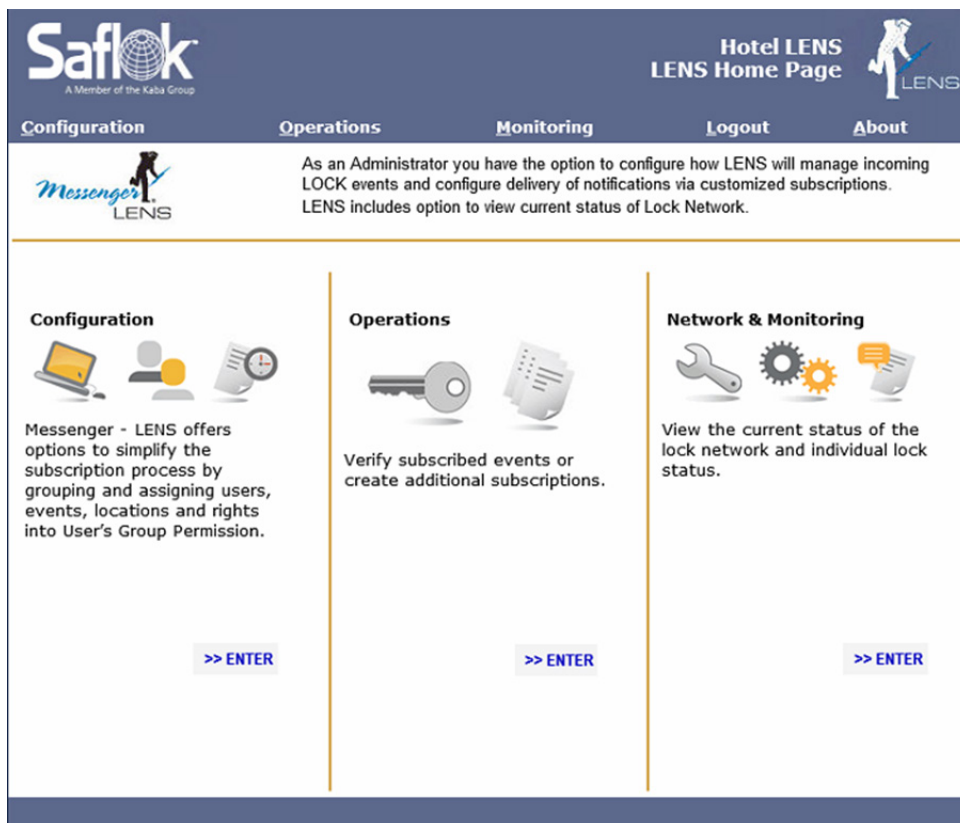 Saflok
A Member of the Kaba Group
Hotel LENS
LENS Home Page
LENS
Configuration Operations Monitoring Logout About
Messenger
LENS
As an Administrator you have the option to configure how LENS will manage incoming
LOCK events and configure delivery of notifications via customized subscriptions.
LENS includes option to view current status of Lock Network.
Configuration
Messenger - LENS offers
options to simplify the
subscription process by
grouping and assigning users,
events, locations and rights
into User's Group Permission.
>> ENTER
Operations
Verify subscribed events or
create additional subscriptions.
>> ENTER
Network & Monitoring
View the current status of the
lock network and individual lock
status.
>> ENTER